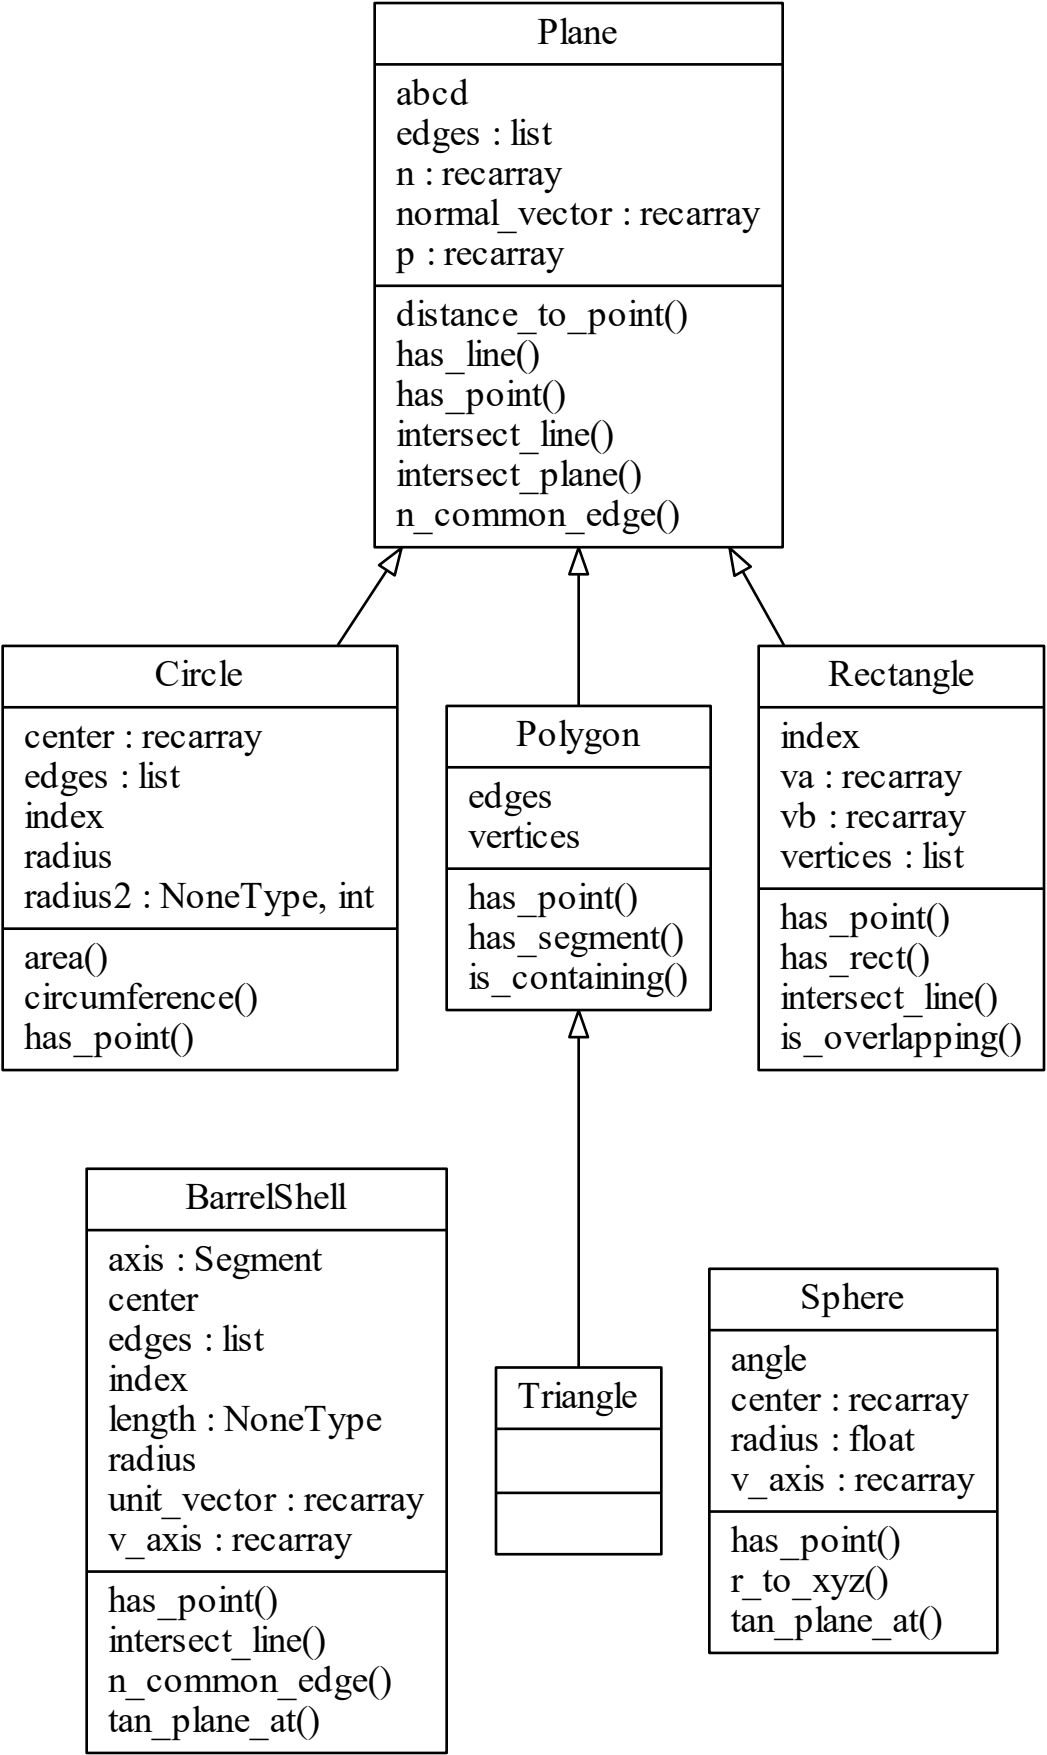 Plane
abcd
edges : list
n : recarray
normal_vector : recarray
p : recarray
distance_to_point()
has_line()
has_point()
intersect_line()
intersect_plane()
n_common_edge()
Circle
center : recarray
edges : list
index
radius
radius2 : NoneType, int
area()
circumference()
has_point()
Polygon
edges
vertices
has_point()
has_segment()
is_containing()
Rectangle
index
va : recarray
vb : recarray
vertices : list
has_point()
has_rect()
intersect_line()
is_overlapping()
BarrelShell
axis : Segment
center
edges : list
index
length : NoneType
radius
unit_vector : recarray
v_axis : recarray
has_point()
intersect_line()
n_common_edge()
tan_plane_at()
Triangle
Sphere
angle
center : recarray
radius : float
v_axis : recarray
has_point()
r_to_xyz()
tan_plane_at()